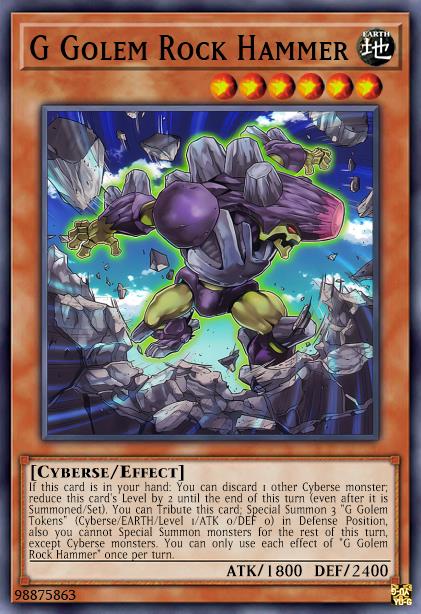 G Golem Rock Hammer
EARTH
地
[Cyberse/Effect]
If this card is in your hand: You can discard 1 other Cyberse monster;
reduce this card's Level by 2 until the end of this turn (even after it is
Summoned/Set). You can Tribute this card; Special Summon 3 "G Golem
Tokens" (Cyberse/EARTH/Level 1/ATK 0/DEF 0) in Defense Position,
also you cannot Special Summon monsters for the rest of this turn,
except Cyberse monsters. You can only use each effect of "G Golem
Rock Hammer" once per turn.
ATK/1800 DEF/2400
98875863